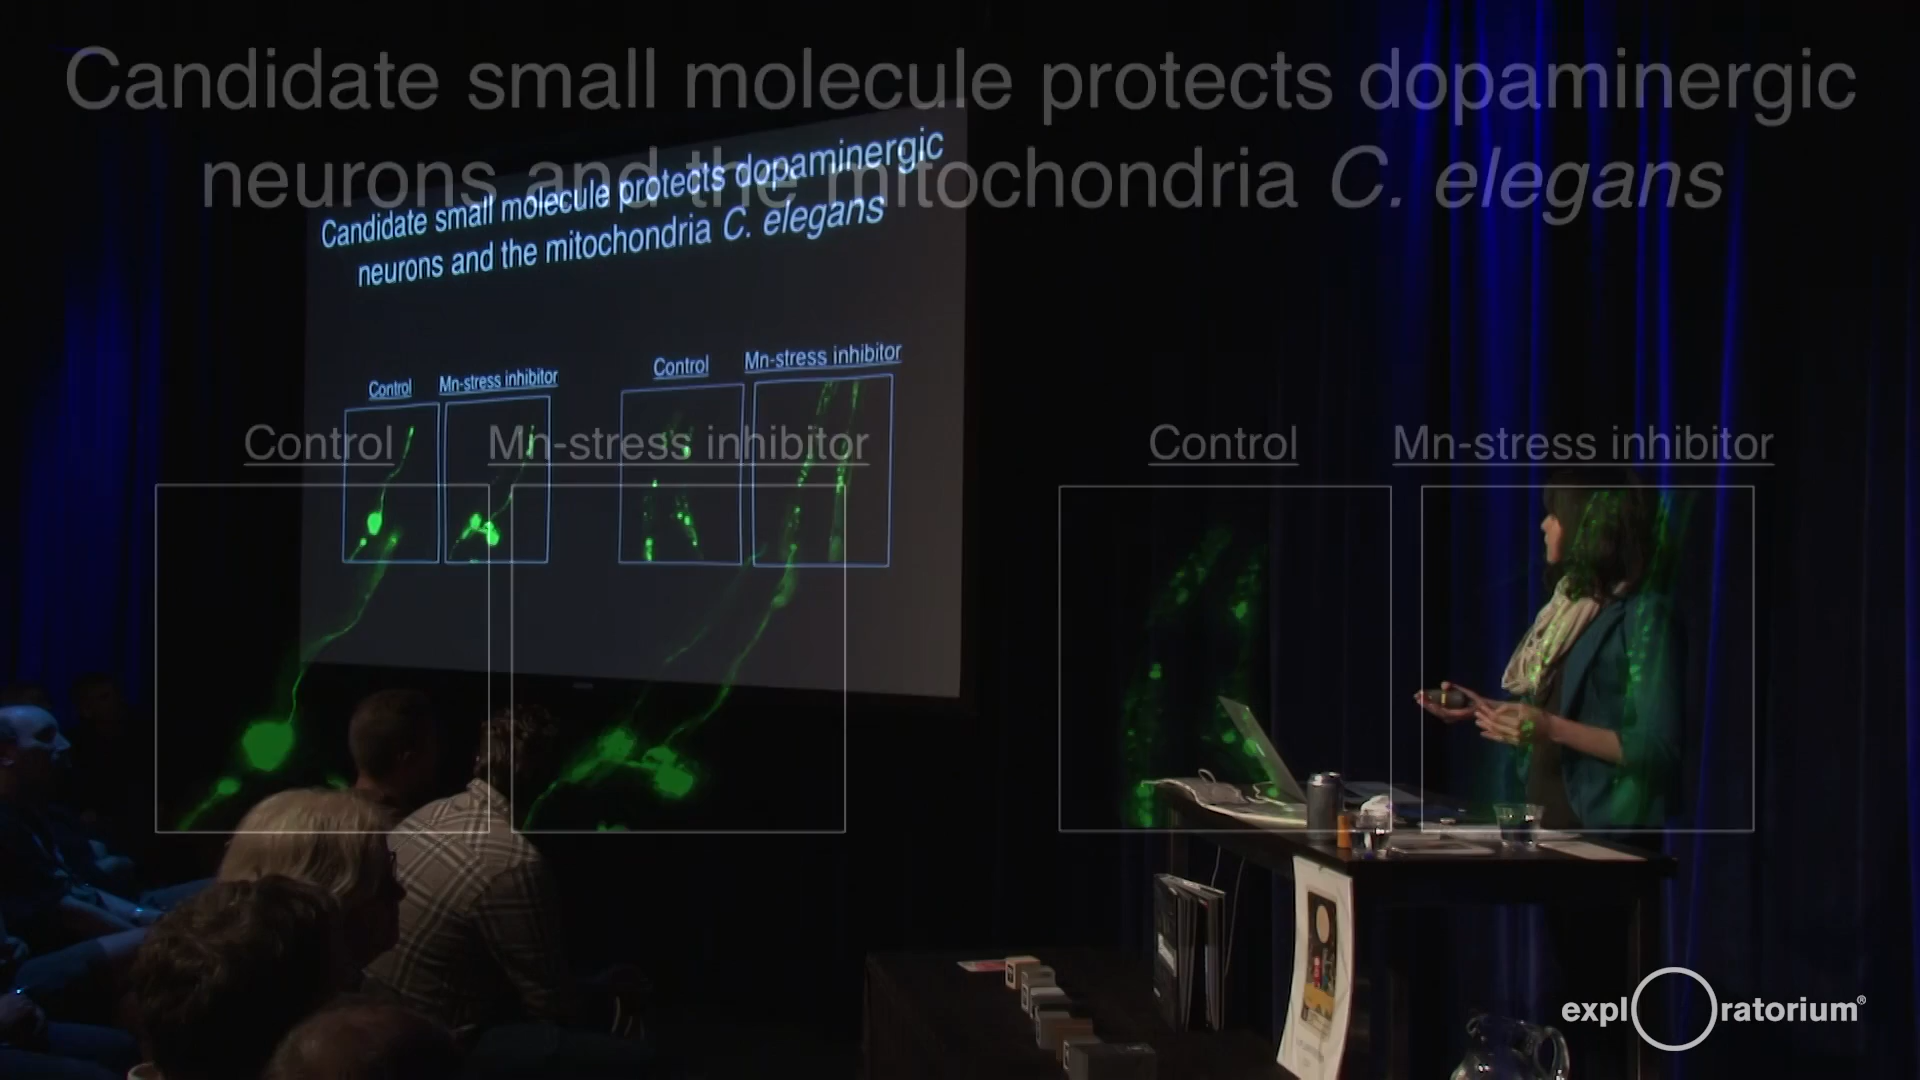 Candidate small molecule protects dopaminergic
neurons and the mitochondria C. elegans
Control
Mn-stress inhibitor
Control
Mn-stress inhibitor
Candidate small molecule protects dopaminergic
neurons and the mitochondria C. elegans
Control
Mn-stress inhibitor
Control
Mn-stress inhibitor
explOratorium®